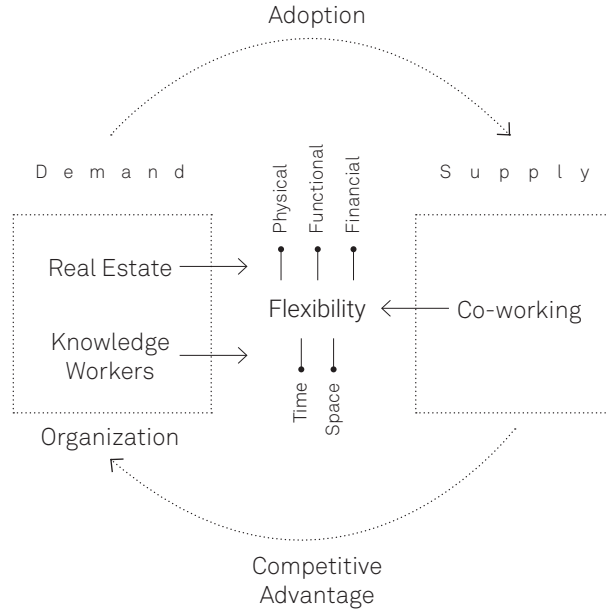 Adoption
Demand
Supply
Physical
Functional
Financial
Real Estate
Flexibility
Co-working
Knowledge
Workers
Time
Space
Organization
Competitive
Advantage